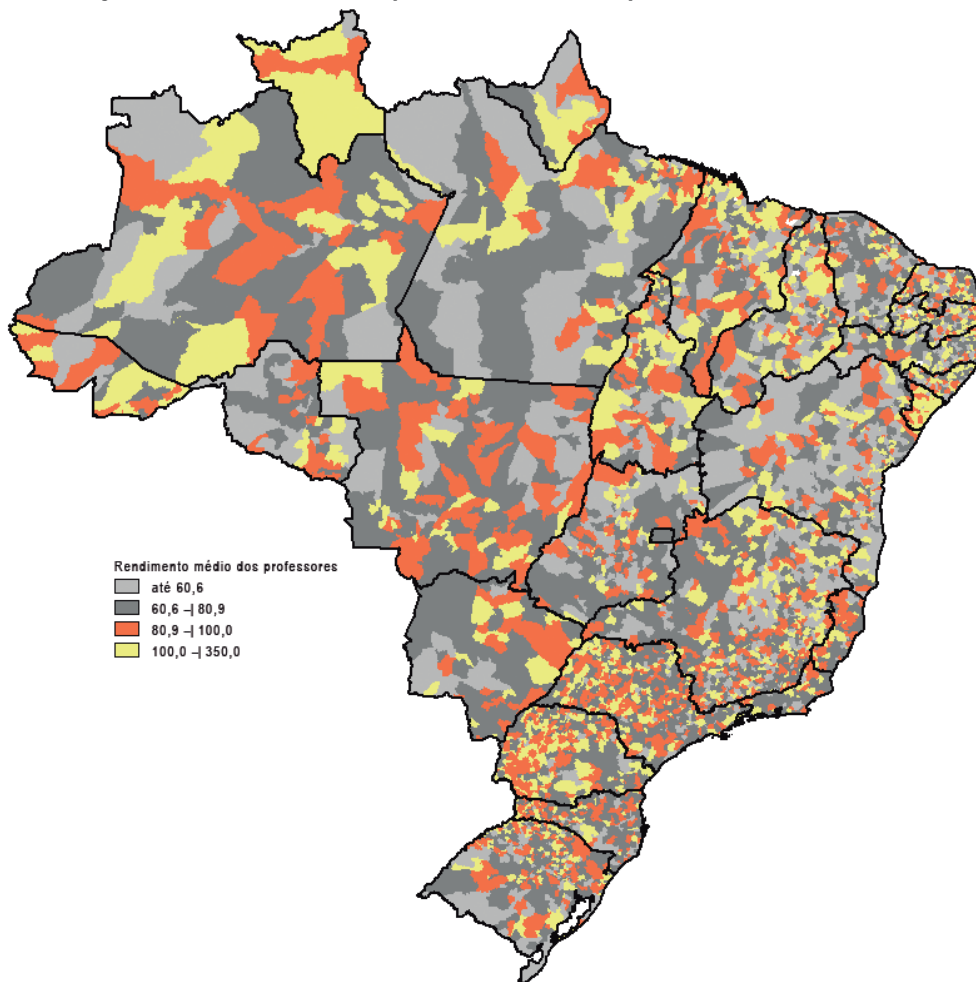 Rendimento médio dos professores
até 60,6
60,6 –| 80,9
80,9 –| 100,0
100,0 –| 350,0